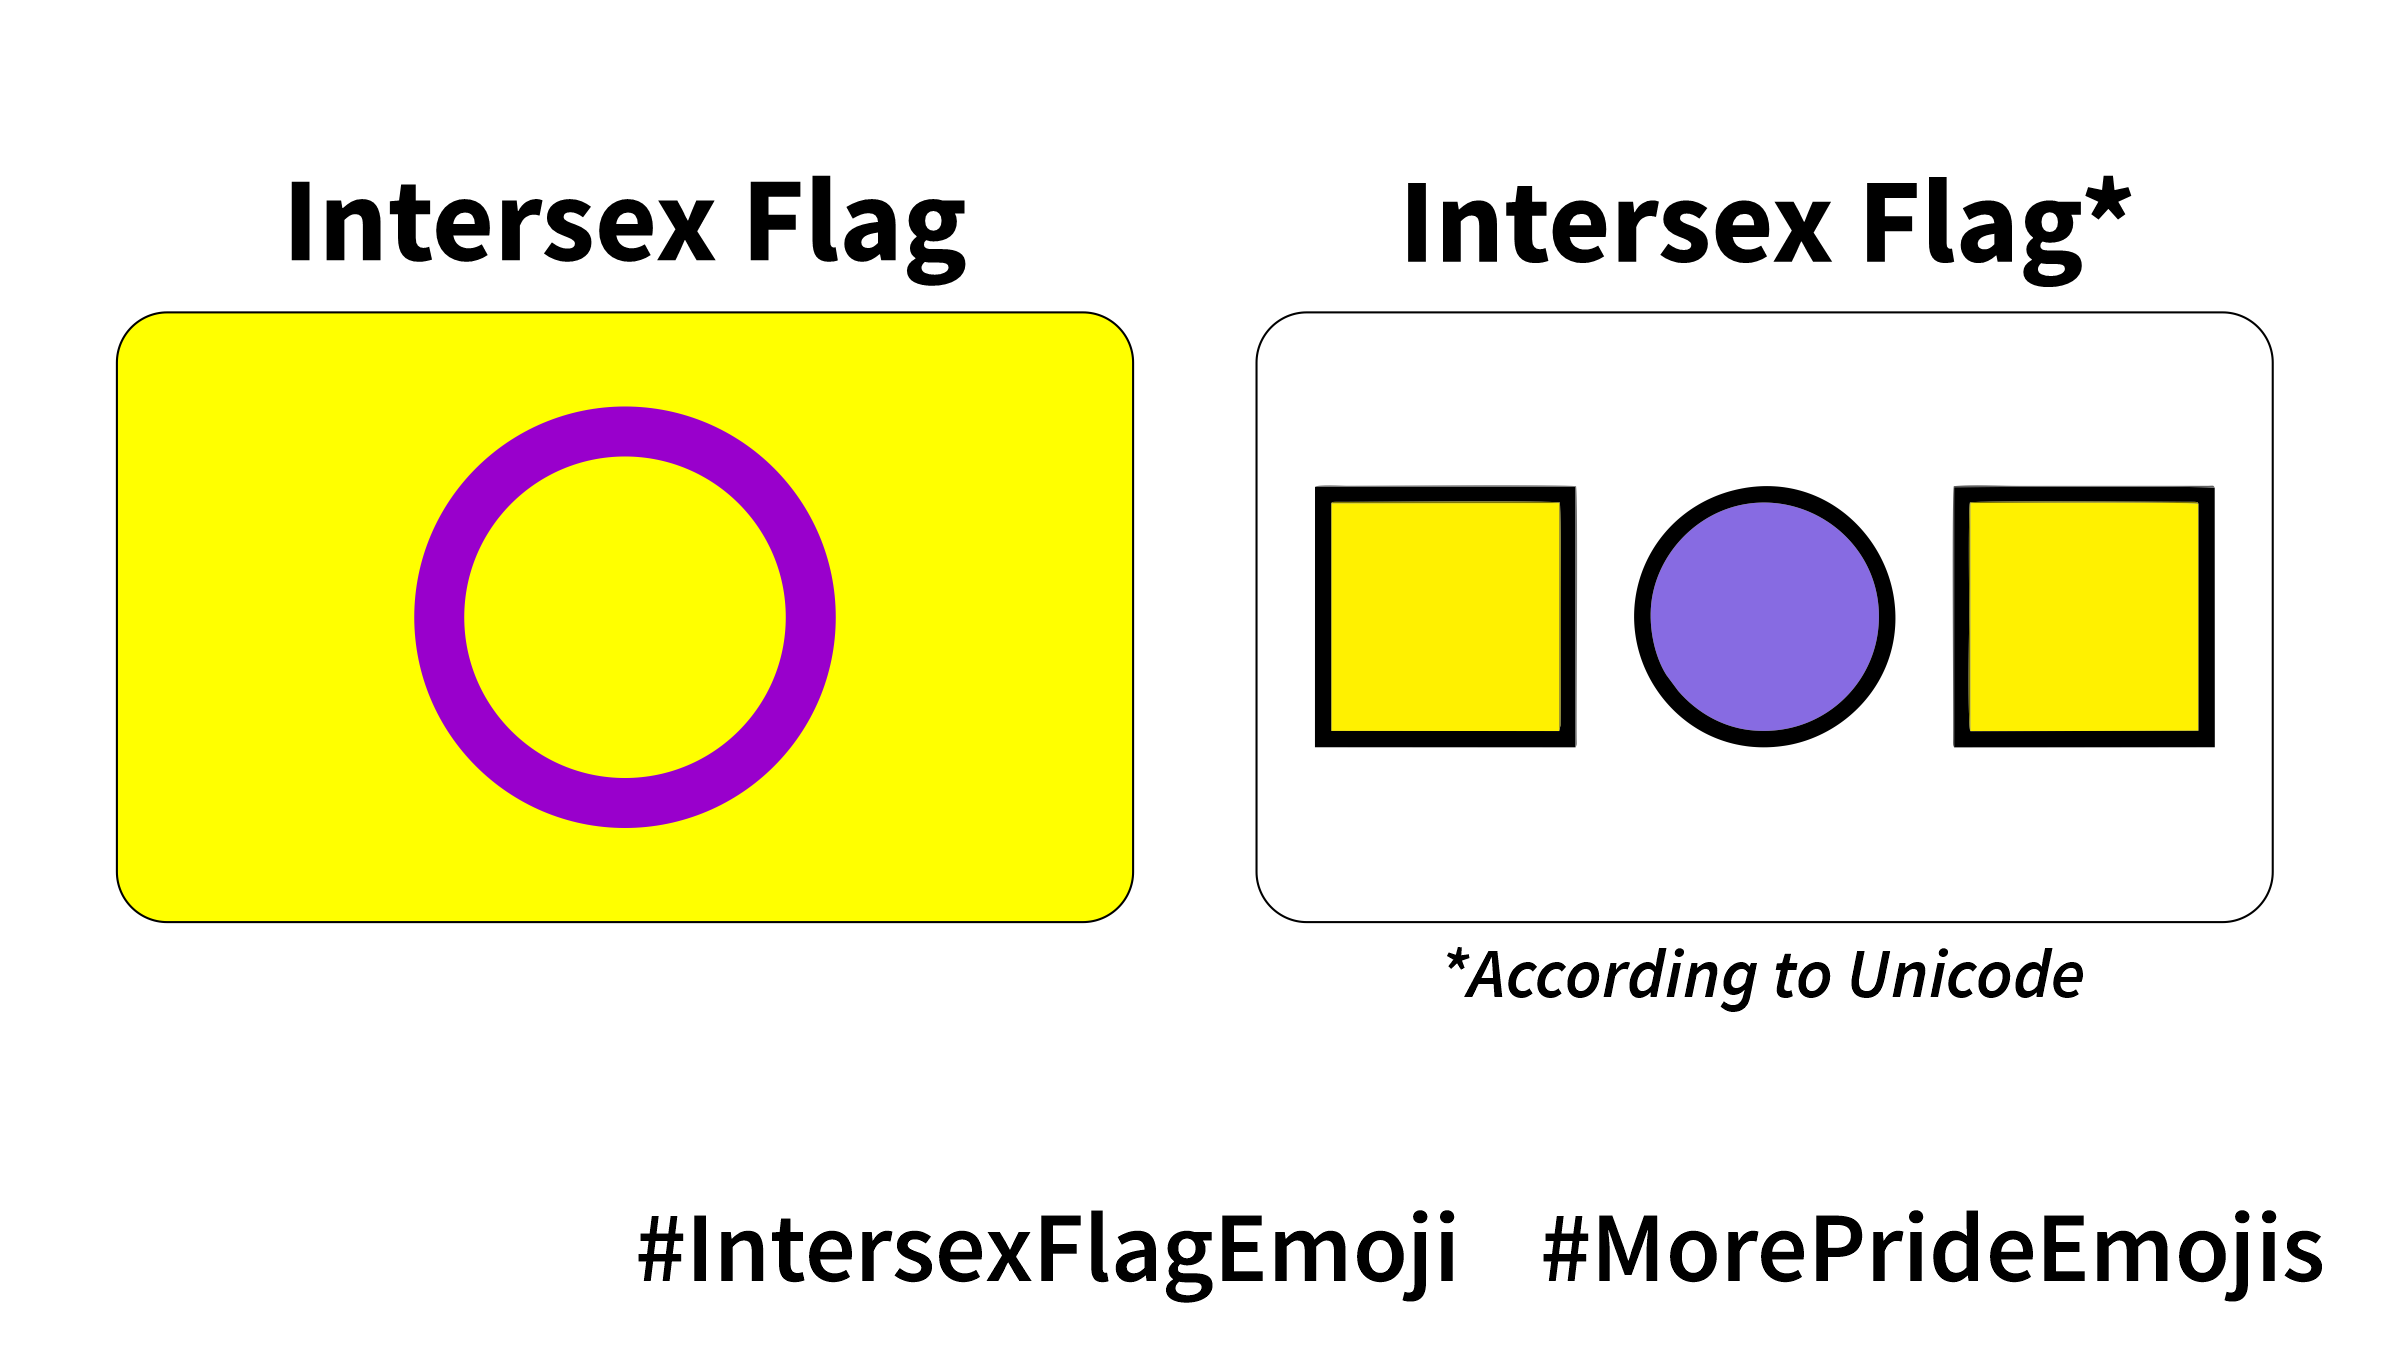 Intersex Flag
Intersex Flag*
*According to Unicode
#IntersexFlagEmoji #MorePrideEmojis